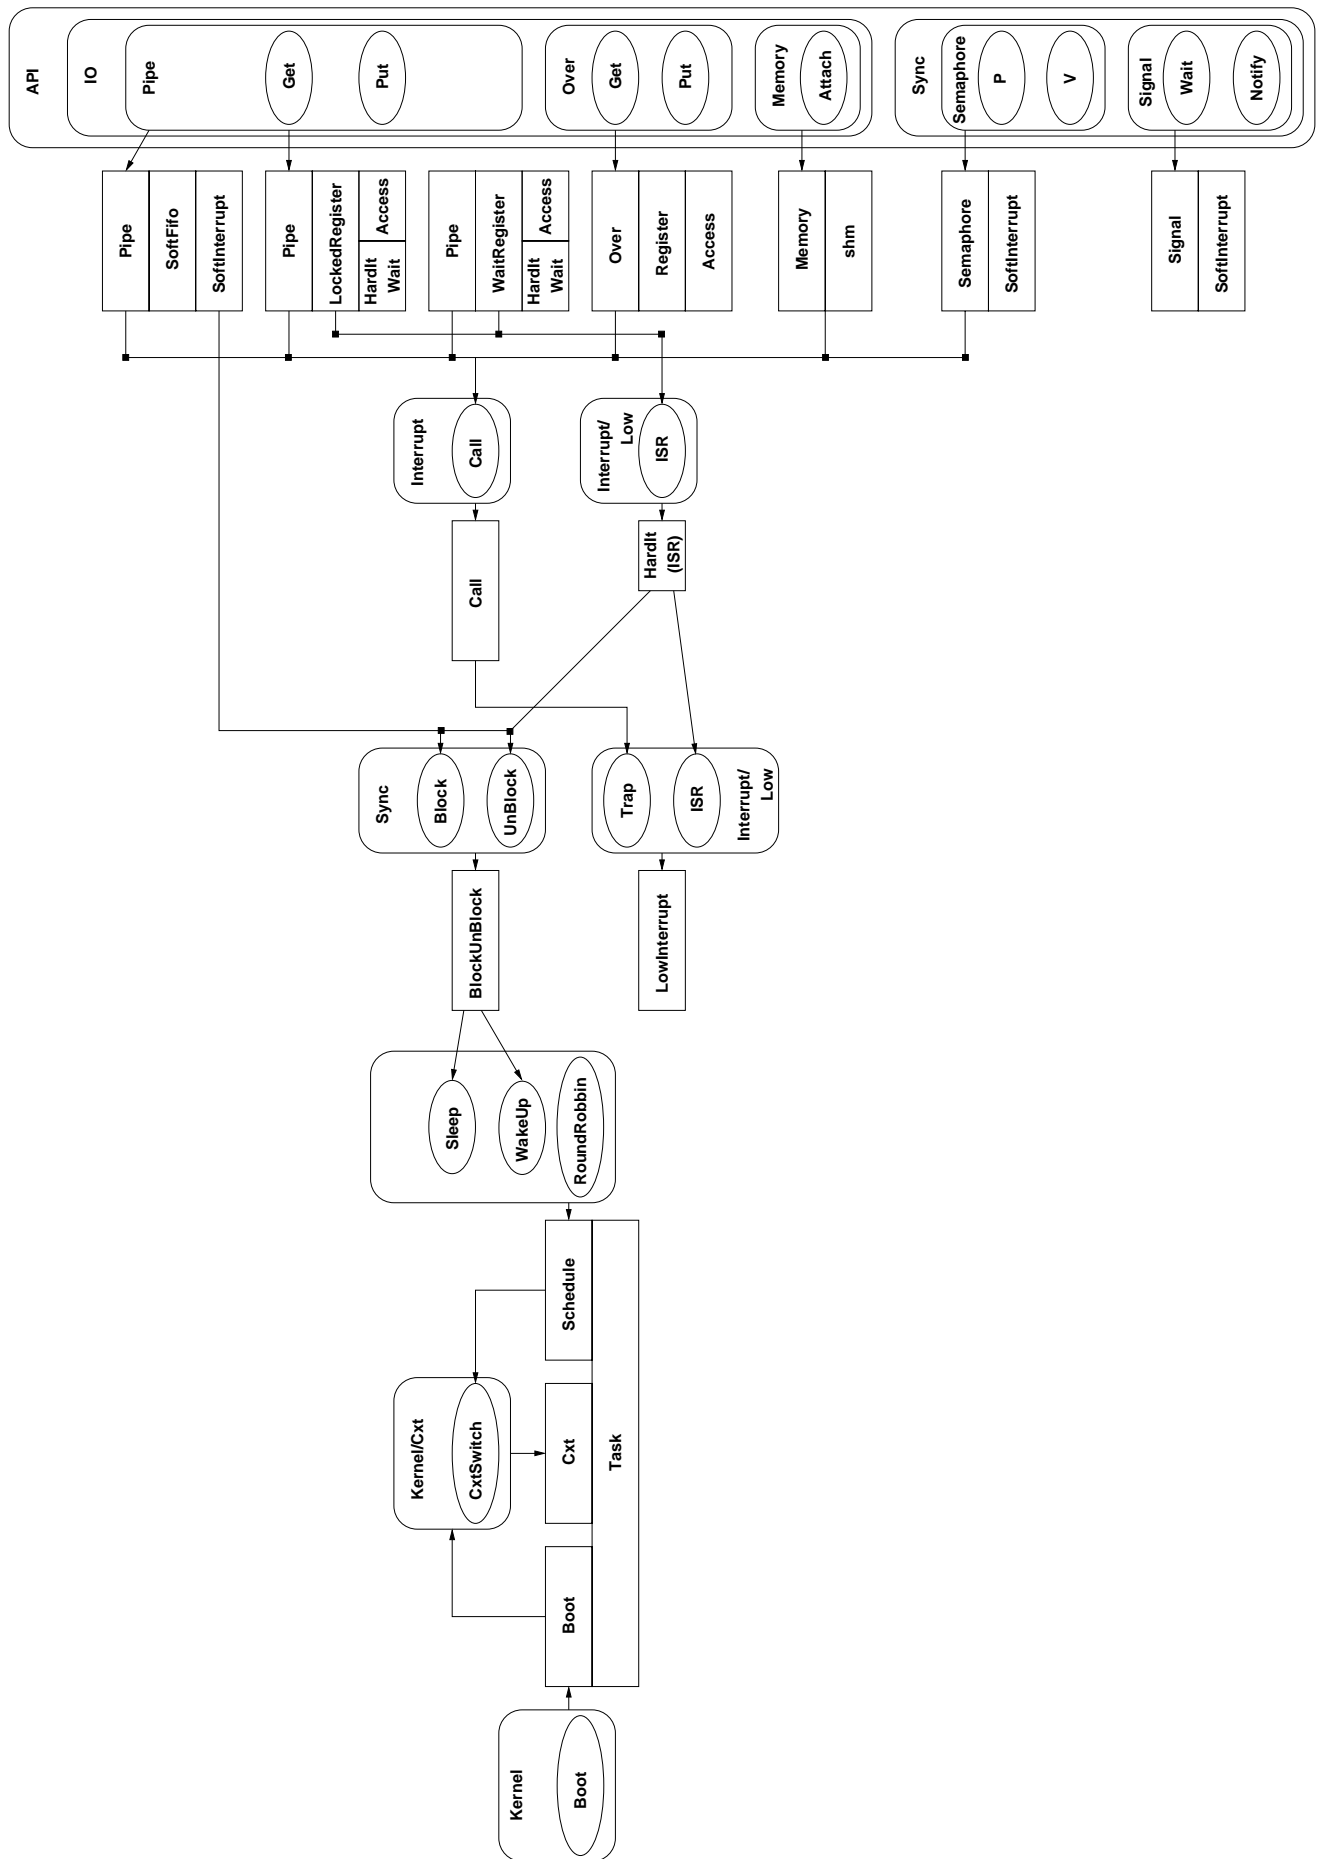 API
IO
Pipe
Get
Put
Over
Get
Put
Memory
Attach
Sync
Semaphore
P
V
Signal
Wait
Notify
Pipe
SoftFifo
SoftInterrupt
Pipe
LockedRegister
HardIt
Wait
Access
Pipe
WaitRegister
HardIt
Wait
Access
Over
Register
Access
Memory
shm
Semaphore
SoftInterrupt
Signal
SoftInterrupt
Interrupt
Call
Interrupt/
Low
ISR
Call
HardIt
(ISR)
Sync
Block
UnBlock
Trap
ISR
Interrupt/
Low
BlockUnBlock
LowInterrupt
Sleep
WakeUp
RoundRobbin
Schedule
Kernel/Cxt
CxtSwitch
Cxt
Task
Boot
Kernel
Boot